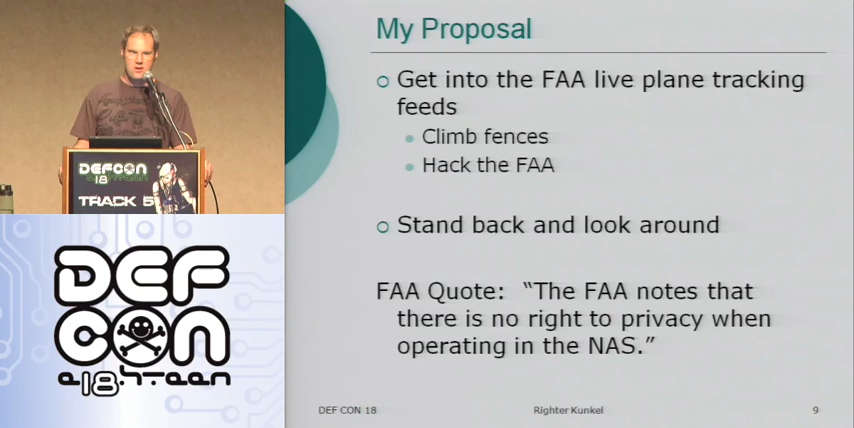 DEFCON
18
TRACK 5
DEF
CON
e18hteen
My Proposal
Get into the FAA live plane tracking
feeds
Climb fences
Hack the FAA
Stand back and look around
FAA Quote: “The FAA notes that
there is no right to privacy when
operating in the NAS.”
DEF CON 18
Righter Kunkel
9